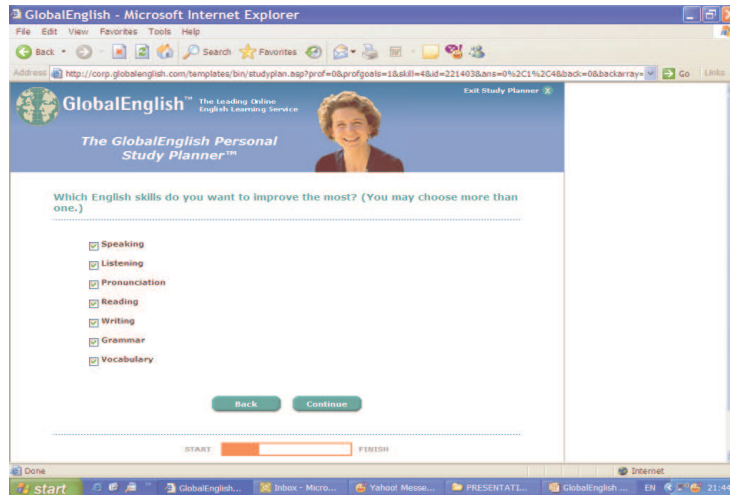 GlobalEnglish - Microsoft Internet Explorer
File Edit View Favorites Tools Help
Back Search Favorites
Address http://corp.globalenglish.com/templates/bin/studyplan.asp?prof=0&profgoals=1&skill=4&id=221403&ans=0%2C1%2C4&back=0&backarray= Go Links
Exit Study Planner X
GlobalEnglish™ The Leading Online
English Learning Service
The GlobalEnglish Personal
Study Planner™
Which English skills do you want to improve the most? (You may choose more than
one.)
Speaking
Listening
Pronunciation
Reading
Writing
Grammar
Vocabulary
Back Continue
START FINISH
Done Internet
start GlobalEnglish... Inbox - Micro... Yahoo! Messe... PRESENTATI... GlobalEnglish ... EN 21:44